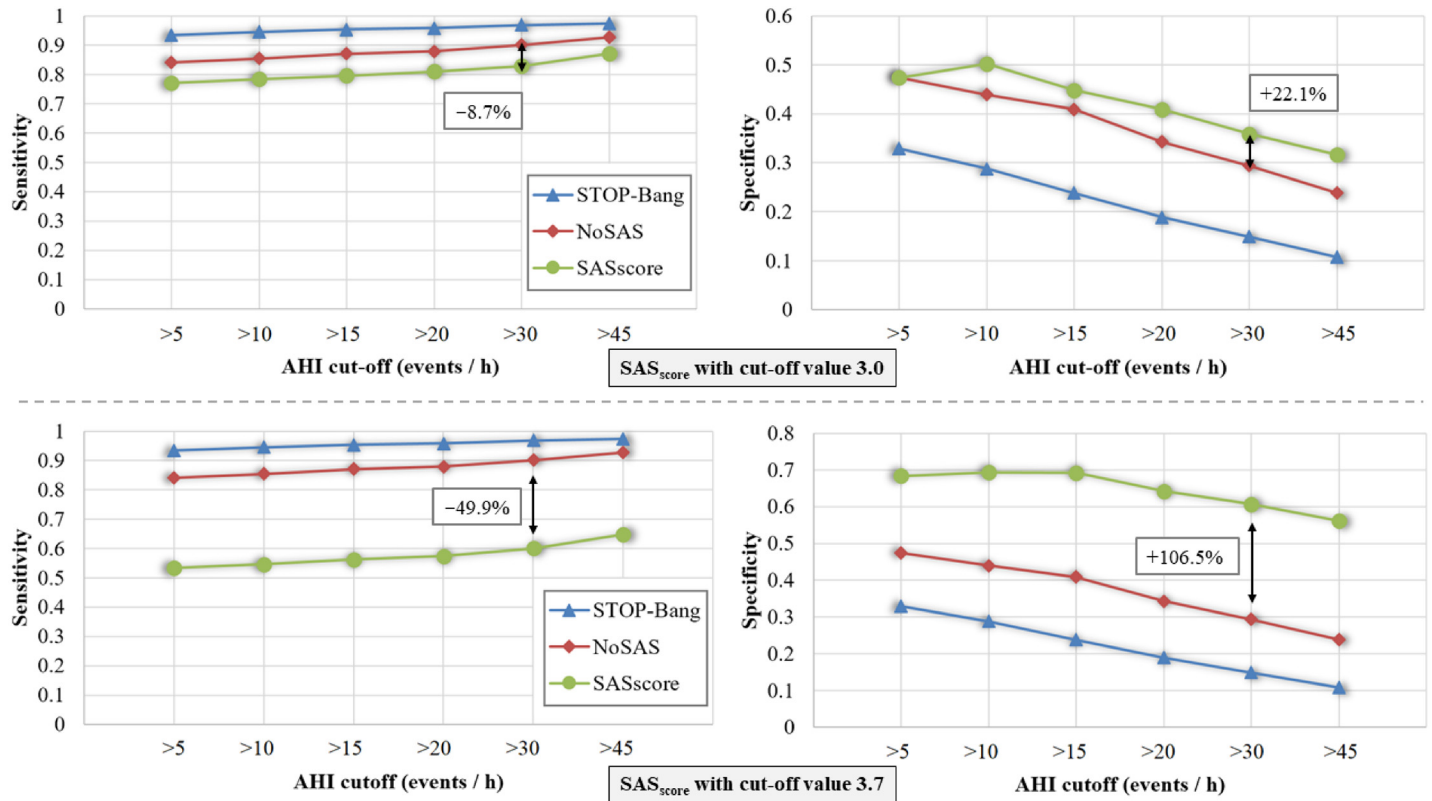 Sensitivity
1
0.9
0.8
0.7
0.6
0.5
0.4
0.3
0.2
0.1
0
−8.7%
STOP-Bang
NoSAS
SASscore
>5 >10 >15 >20 >30 >45
AHI cut-off (events / h)
Specificity
0.6
0.5
0.4
0.3
0.2
0.1
0
+22.1%
>5 >10 >15 >20 >30 >45
AHI cut-off (events / h)
SASscore with cut-off value 3.0
Sensitivity
1
0.9
0.8
0.7
0.6
0.5
0.4
0.3
0.2
0.1
0
−49.9%
STOP-Bang
NoSAS
SASscore
>5 >10 >15 >20 >30 >45
AHI cutoff (events / h)
Specificity
0.8
0.7
0.6
0.5
0.4
0.3
0.2
0.1
0
+106.5%
>5 >10 >15 >20 >30 >45
AHI cutoff (events / h)
SASscore with cut-off value 3.7